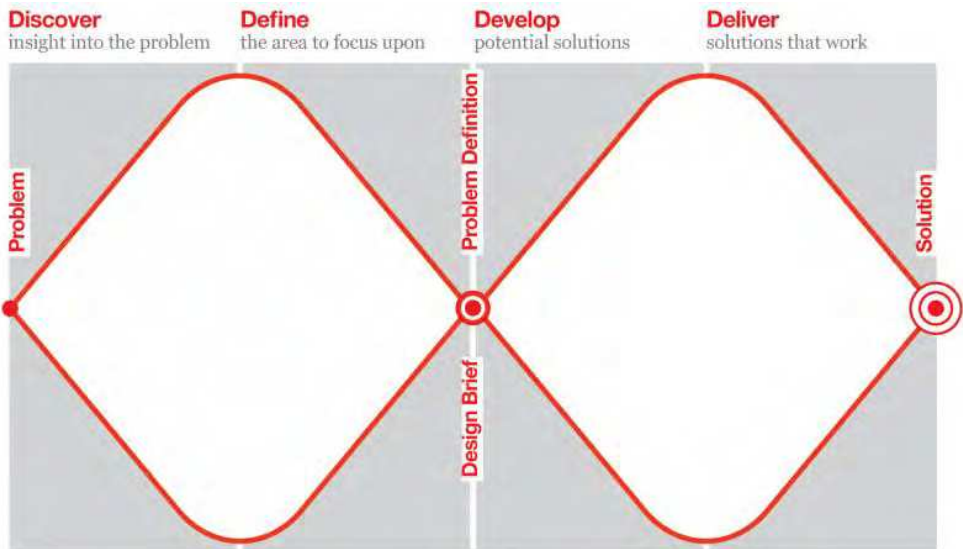 Discover
insight into the problem
Define
the area to focus upon
Develop
potential solutions
Deliver
solutions that work
Problem
Problem Definition
Design Brief
Solution